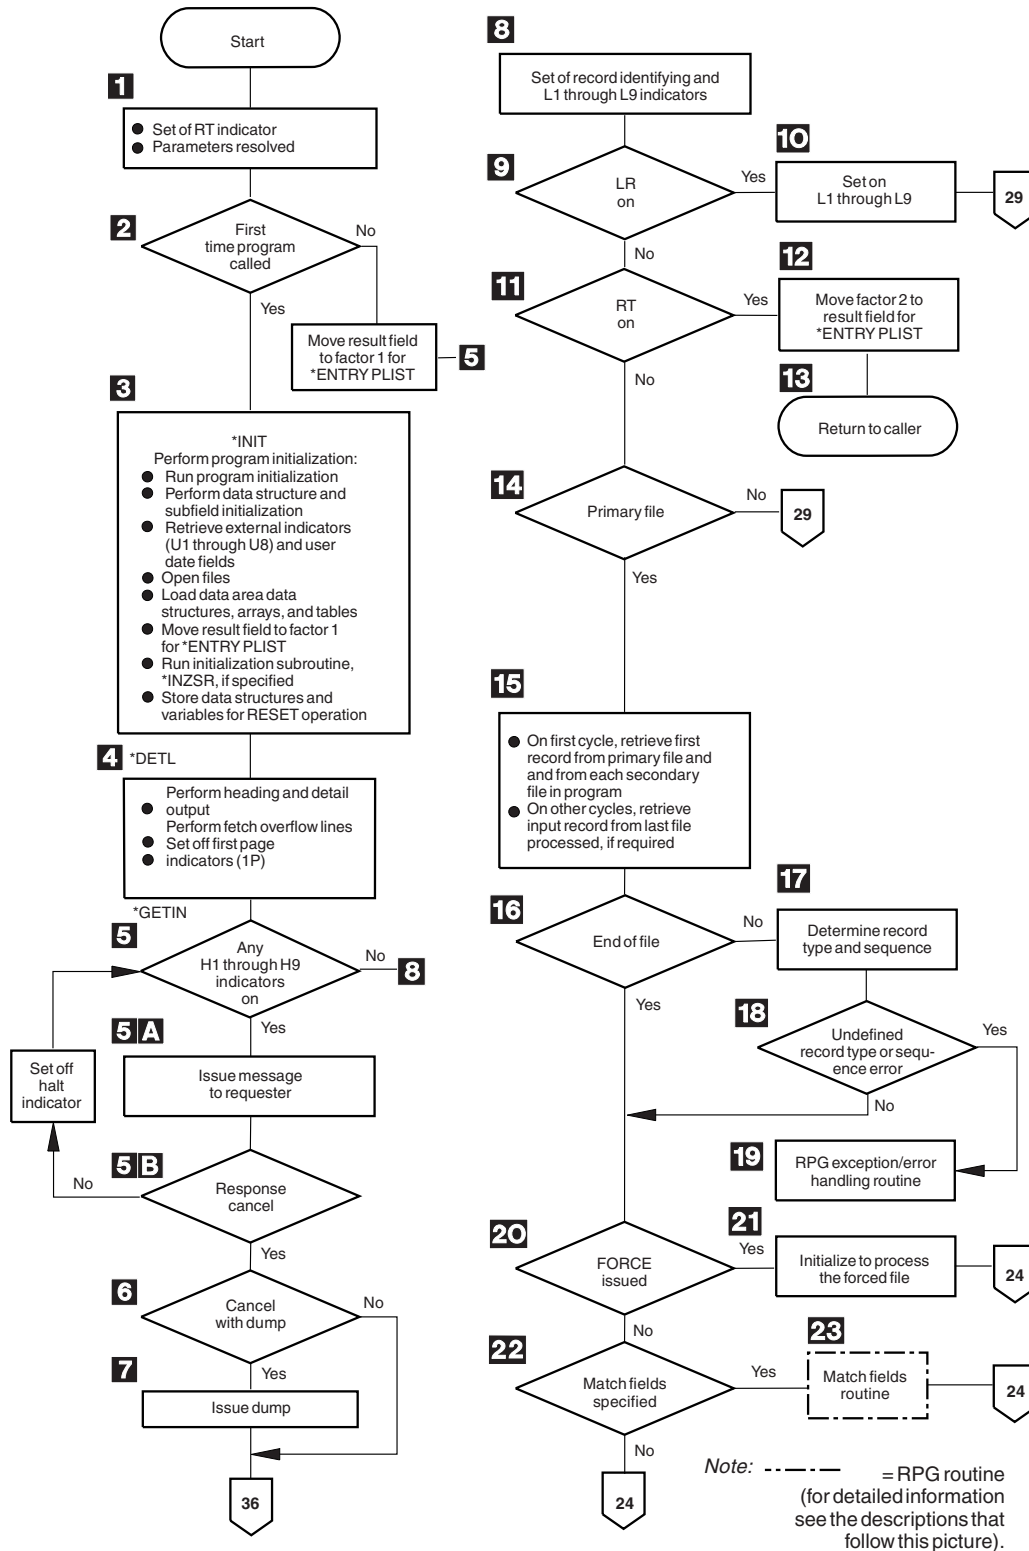 Start
1
● Set of RT indicator
● Parameters resolved
2
First
time program
called
No
Yes
Move result field
to factor 1 for
*ENTRY PLIST
5
3
*INIT
Perform program initialization:
● Run program initialization
● Perform data structure and
subfield initialization
● Retrieve external indicators
(U1 through U8) and user
date fields
● Open files
● Load data area data
structures, arrays, and tables
● Move result field to factor 1
for *ENTRY PLIST
● Run initialization subroutine,
*INZSR, if specified
● Store data structures and
variables for RESET operation
4 *DETL
Perform heading and detail
● output
Perform fetch overflow lines
● Set off first page
● indicators (1P)
*GETIN
5
Any
H1 through H9
indicators
on
No
8
Yes
5 A
Issue message
to requester
Set off
halt
indicator
5 B
No
Response
cancel
Yes
6
Cancel
with dump
No
Yes
7
Issue dump
36
8
Set of record identifying and
L1 through L9 indicators
9
LR
on
Yes
10
Set on
L1 through L9
29
No
11
RT
on
Yes
12
Move factor 2 to
result field for
*ENTRY PLIST
13
Return to caller
No
14
Primary file
No
29
Yes
15
● On first cycle, retrieve first
record from primary file and
and from each secondary
file in program
● On other cycles, retrieve
input record from last file
processed, if required
16
End of file
No
17
Determine record
type and sequence
Yes
18
Undefined
record type or sequ-
ence error
Yes
No
19
RPG exception/error
handling routine
20
FORCE
issued
Yes
21
Initialize to process
the forced file
24
No
22
Match fields
specified
Yes
23
Match fields
routine
24
No
24
Note:
= RPG routine
(for detailed information
see the descriptions that
follow this picture).